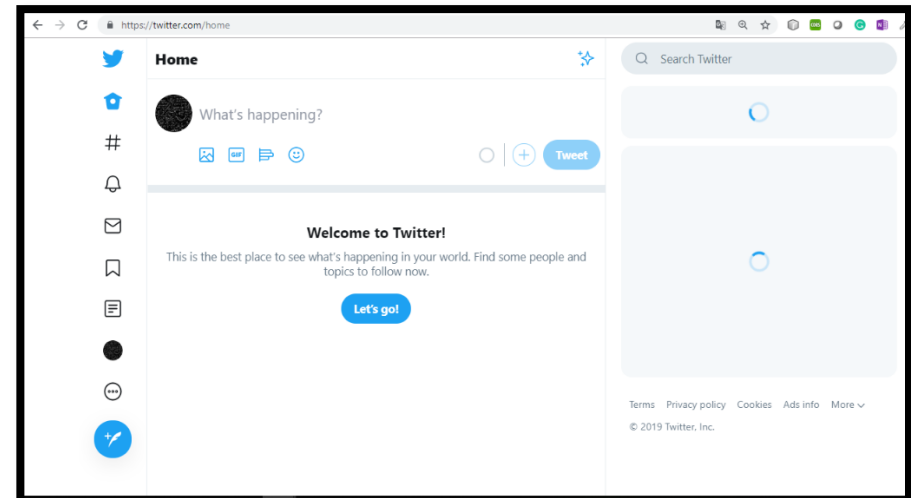 https://twitter.com/home
Home
Search Twitter
What's happening?
GIF
Tweet
Welcome to Twitter!
This is the best place to see what's happening in your world. Find some people and
topics to follow now.
Let's go!
Terms Privacy policy Cookies Ads info More
© 2019 Twitter, Inc.